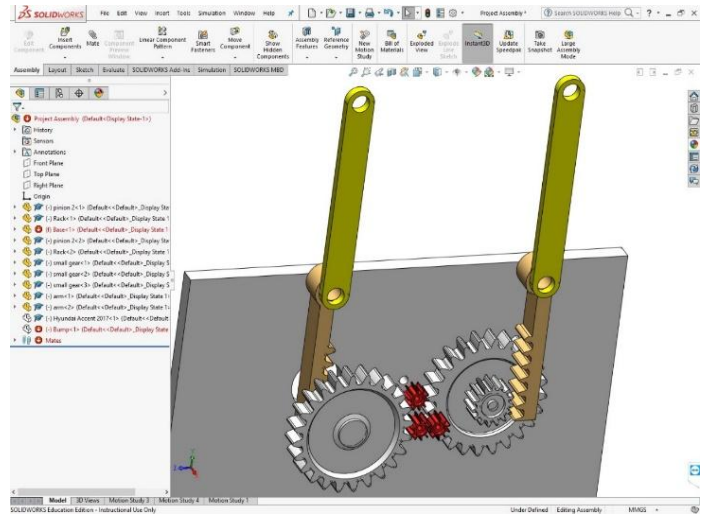 SOLIDWORKS File Edit View Insert Tools Simulation Window Help Project Assembly * Search SOLIDWORKS Help
Edit Component Insert Components Mate Component Preview Window Linear Component Pattern Smart Fasteners Move Component Show Hidden Components Assembly Features Reference Geometry New Motion Study Bill of Materials Exploded View Explode Line Sketch Instant3D Update Speedpak Take Snapshot Large Assembly Mode
Assembly Layout Sketch Evaluate SOLIDWORKS Add-Ins Simulation SOLIDWORKS MBD
Project Assembly (Default<Display State-1>)
History
Sensors
Annotations
Front Plane
Top Plane
Right Plane
Origin
(-) pinion 2<1> (Default<<Default>_Display Sta
(-) Rack<1> (Default<<Default>_Display State 1
(f) Base<1> (Default<<Default>_Display State 1
(-) pinion 2<2> (Default<<Default>_Display Sta
(-) Rack<2> (Default<<Default>_Display State 1
(-) small gear<1> (Default<<Default>_Display S
(-) small gear<2> (Default<<Default>_Display S
(-) small gear<3> (Default<<Default>_Display S
(-) arm<1> (Default<<Default>_Display State 1
(-) arm<2> (Default<<Default>_Display State 1
(-) Hyundai Accent 2017<1> (Default<<Default
(-) Bump<1> (Default<<Default>_Display State
Mates
Model 3D Views Motion Study 3 Motion Study 4 Motion Study 1
SOLIDWORKS Education Edition - Instructional Use Only Under Defined Editing Assembly MMGS